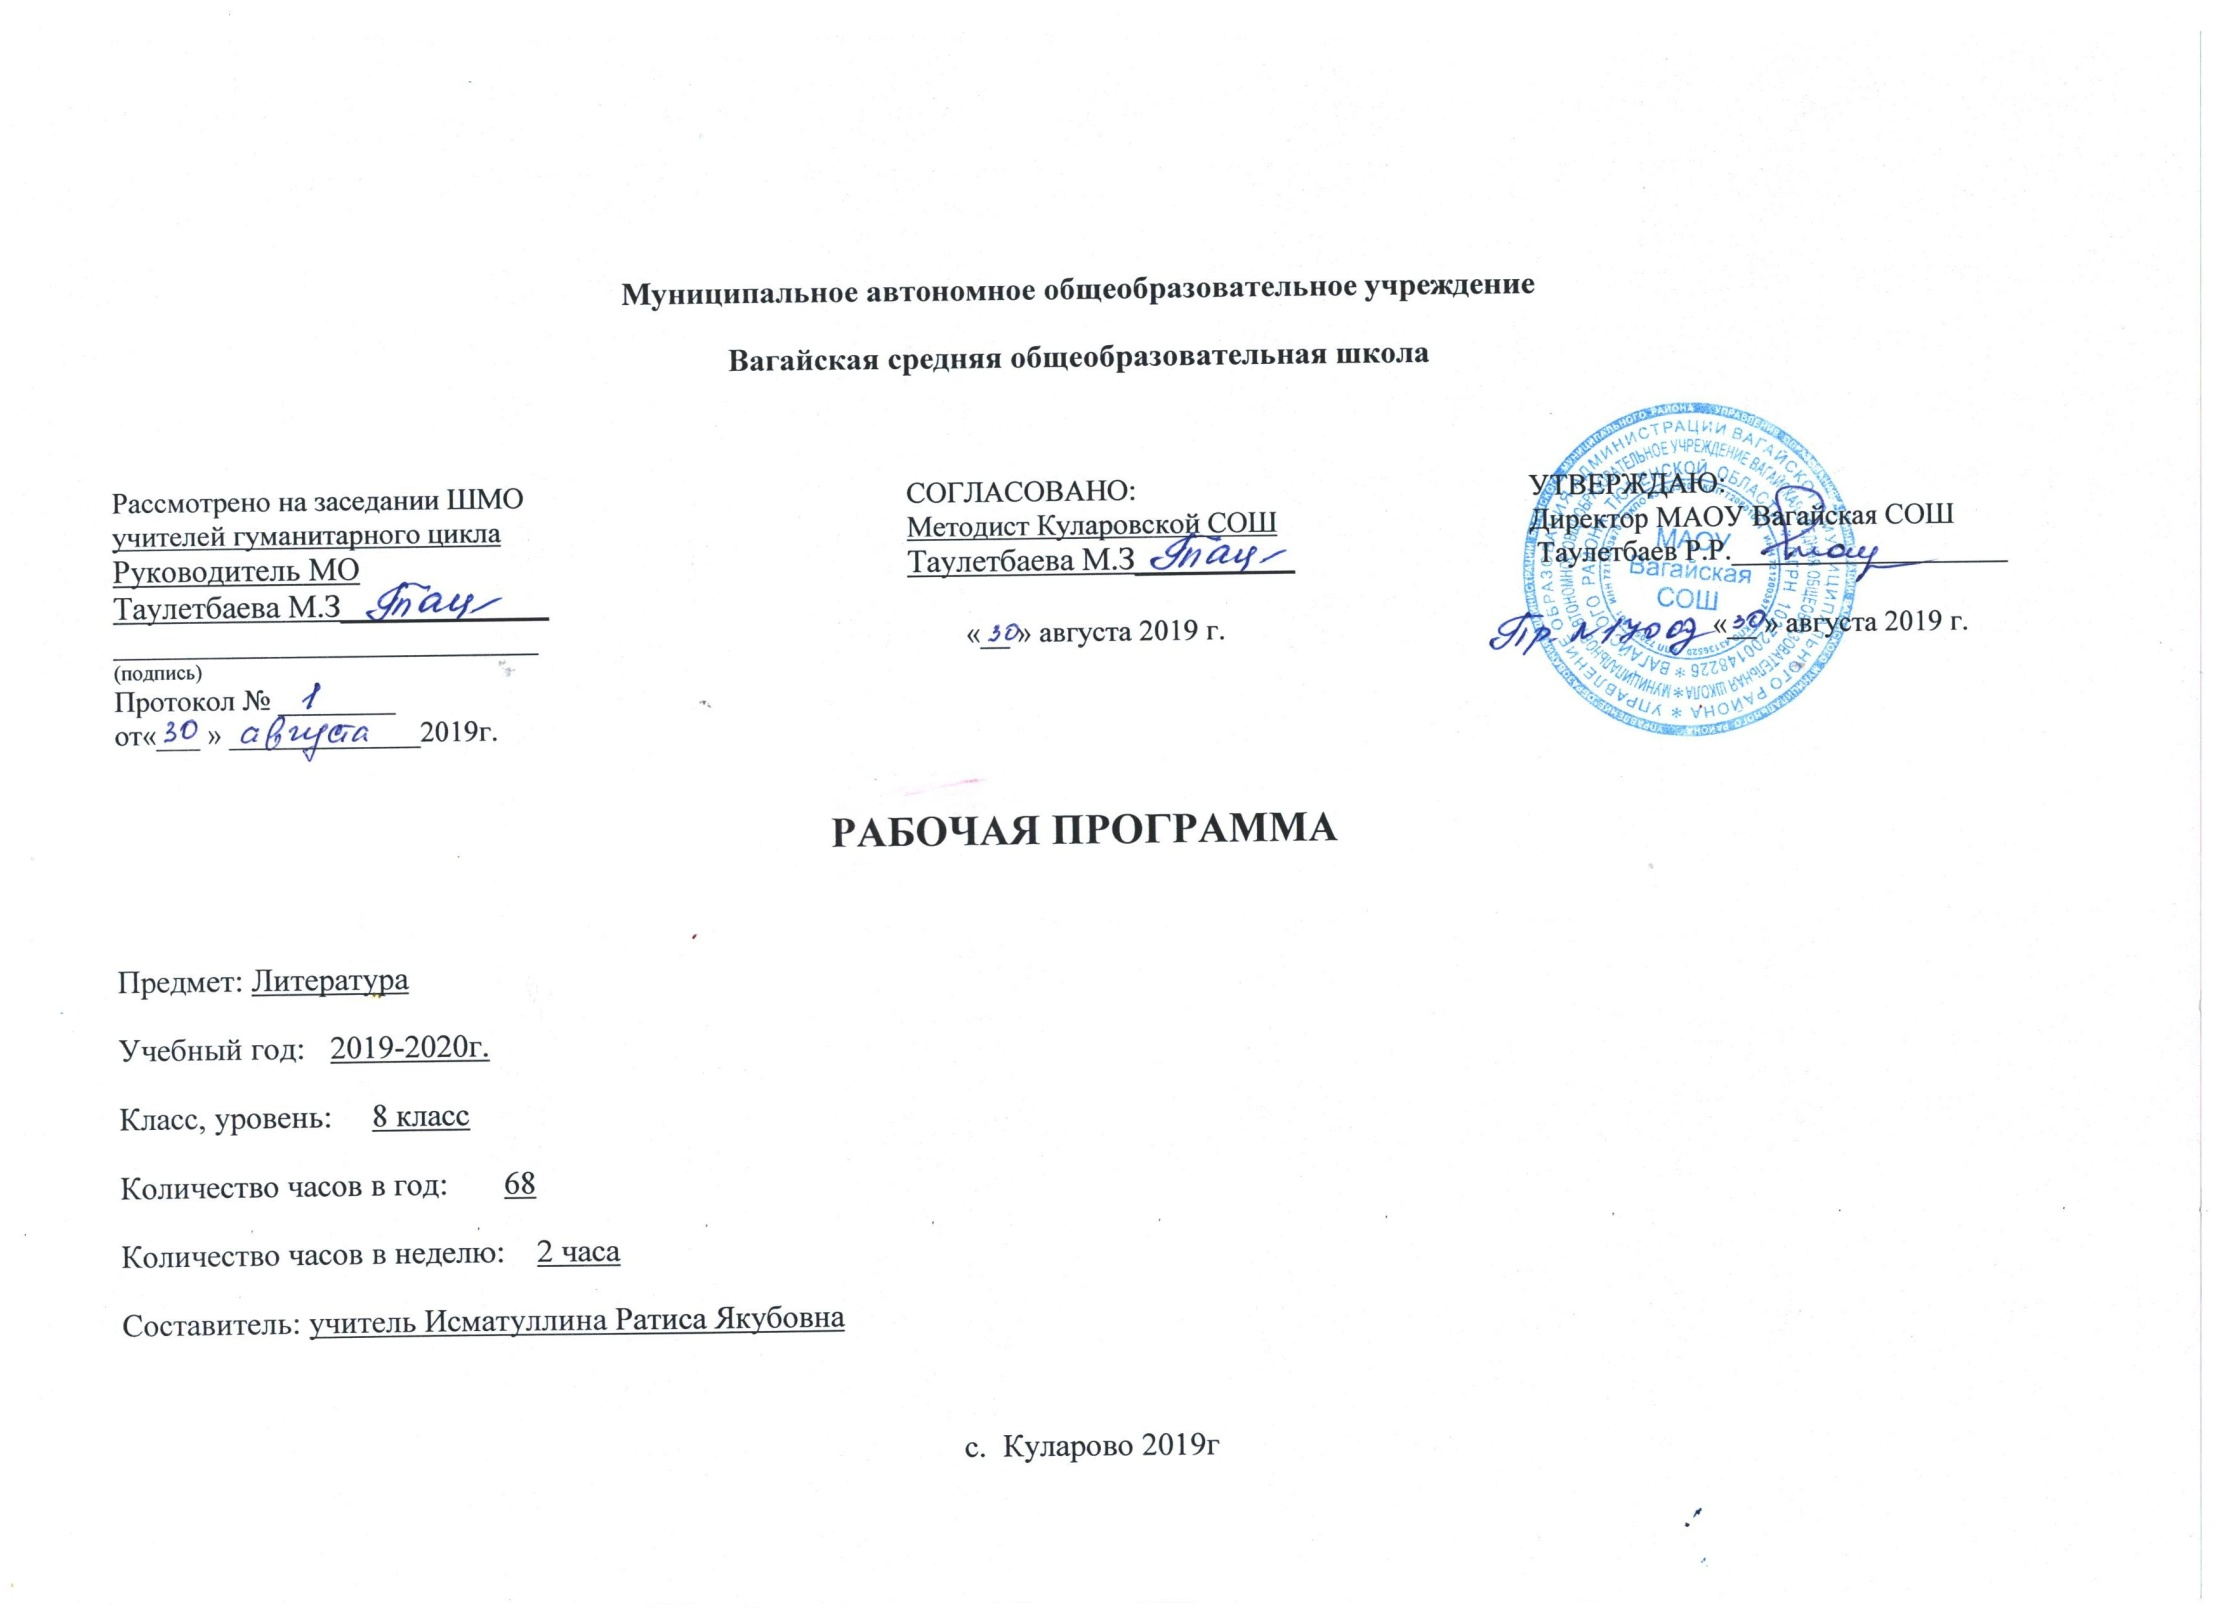 Муниципальное автономное общеобразовательное учреждение
Вагайская средняя общеобразовательная школа
Рассмотрено на заседании ШМО
учителей гуманитарного цикла
Руководитель МО
Таулетбаева М.З
(подпись)
Протокол № 1
от«30 » августа 2019г.
СОГЛАСОВАНО:
Методист Куларовской СОШ
Таулетбаева М.З
«30» августа 2019 г.
УТВЕРЖДАЮ:
Директор МАОУ Вагайская СОШ
Таулетбаев Р.Р.
Пр. №170 од «30» августа 2019 г.
МАОУ
Вагайская
СОШ
РАБОЧАЯ ПРОГРАММА
Предмет: Литература
Учебный год: 2019-2020г.
Класс, уровень: 8 класс
Количество часов в год: 68
Количество часов в неделю: 2 часа
Составитель: учитель Исматуллина Ратиса Якубовна
с. Куларово 2019г